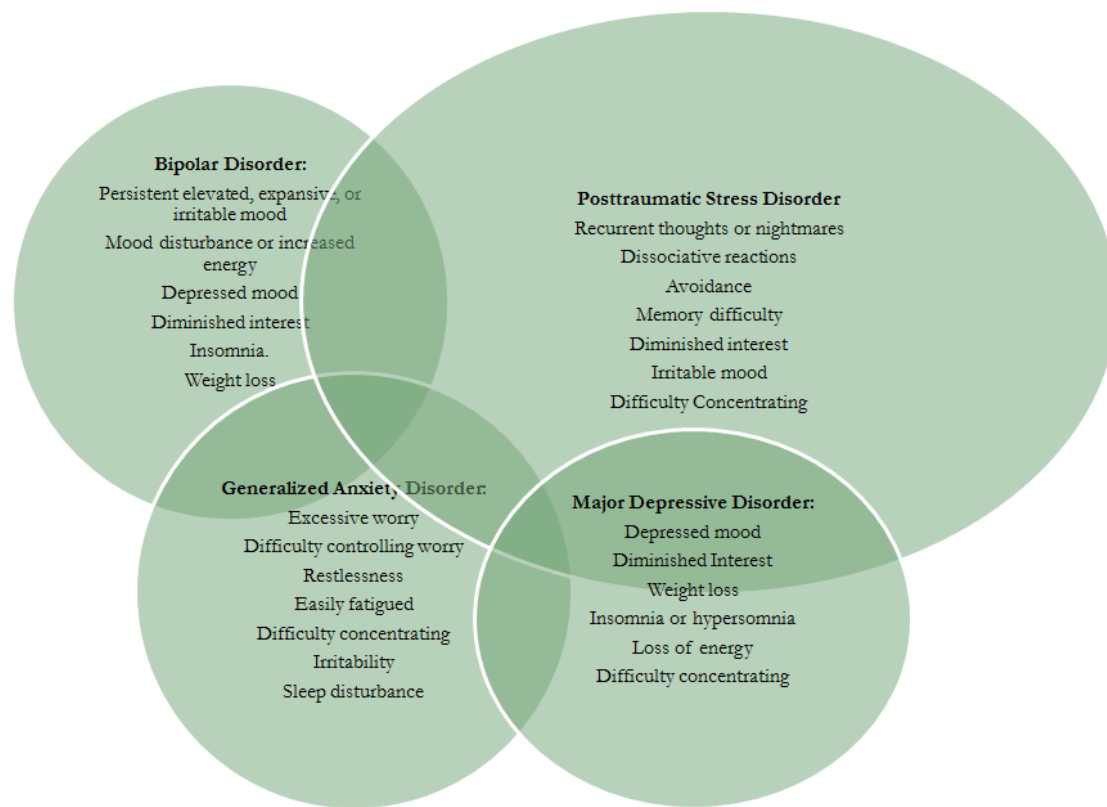 Bipolar Disorder:
Persistent elevated, expansive, or
irritable mood
Mood disturbance or increased
energy
Depressed mood
Diminished interest
Insomnia.
Weight loss
Posttraumatic Stress Disorder
Recurrent thoughts or nightmares
Dissociative reactions
Avoidance
Memory difficulty
Diminished interest
Irritable mood
Difficulty Concentrating
Generalized Anxiety Disorder:
Excessive worry
Difficulty controlling worry
Restlessness
Easily fatigued
Difficulty concentrating
Irritability
Sleep disturbance
Major Depressive Disorder:
Depressed mood
Diminished Interest
Weight loss
Insomnia or hypersomnia
Loss of energy
Difficulty concentrating